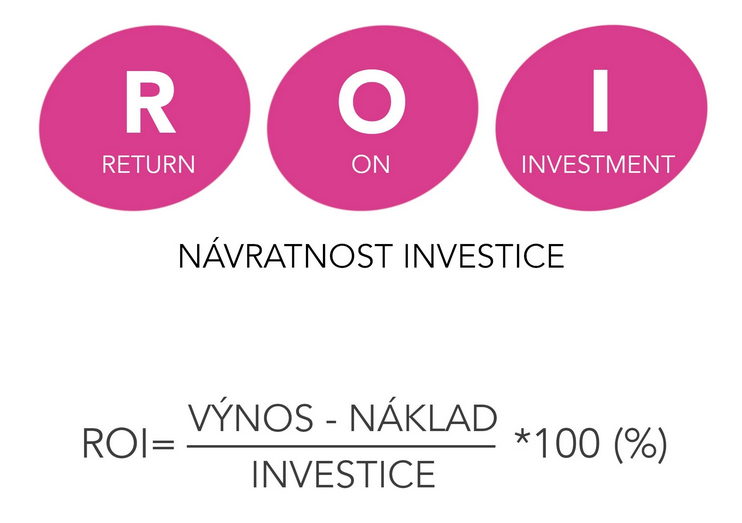 R O I
RETURN ON INVESTMENT
NÁVRATNOST INVESTICE
VÝNOS - NÁKLAD
ROI= *100 (%)
INVESTICE